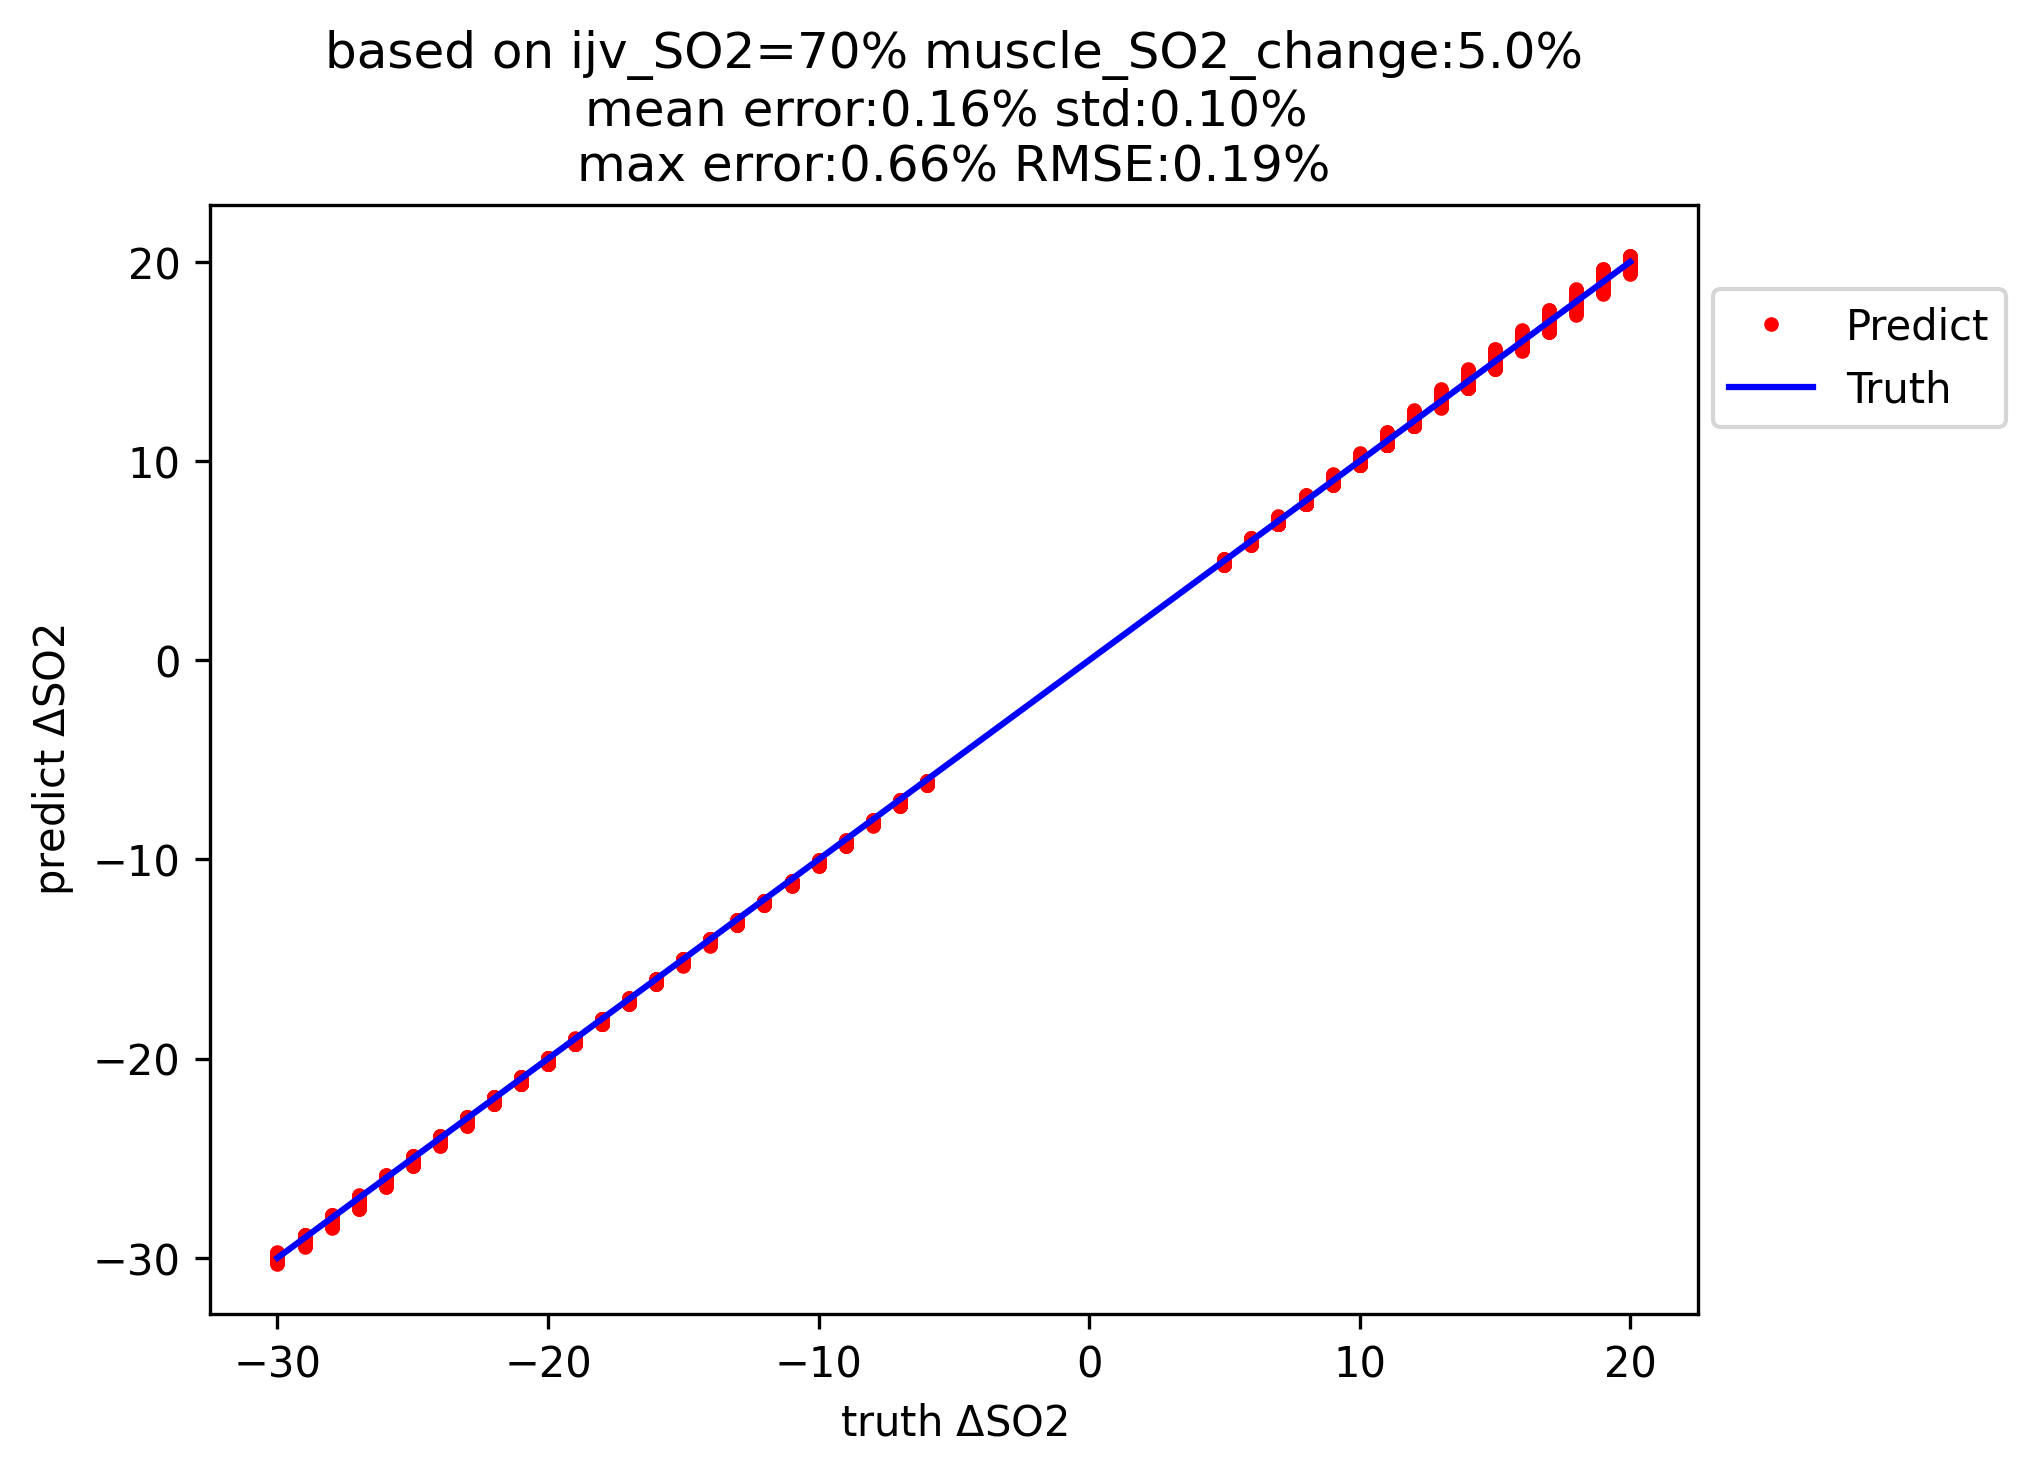 based on ijv_SO2=70% muscle_SO2_change:5.0%
mean error:0.16% std:0.10%
max error:0.66% RMSE:0.19%
20
10
0
−10
−20
−30
predict ΔSO2
−30 −20 −10 0 10 20
truth ΔSO2
Predict
Truth